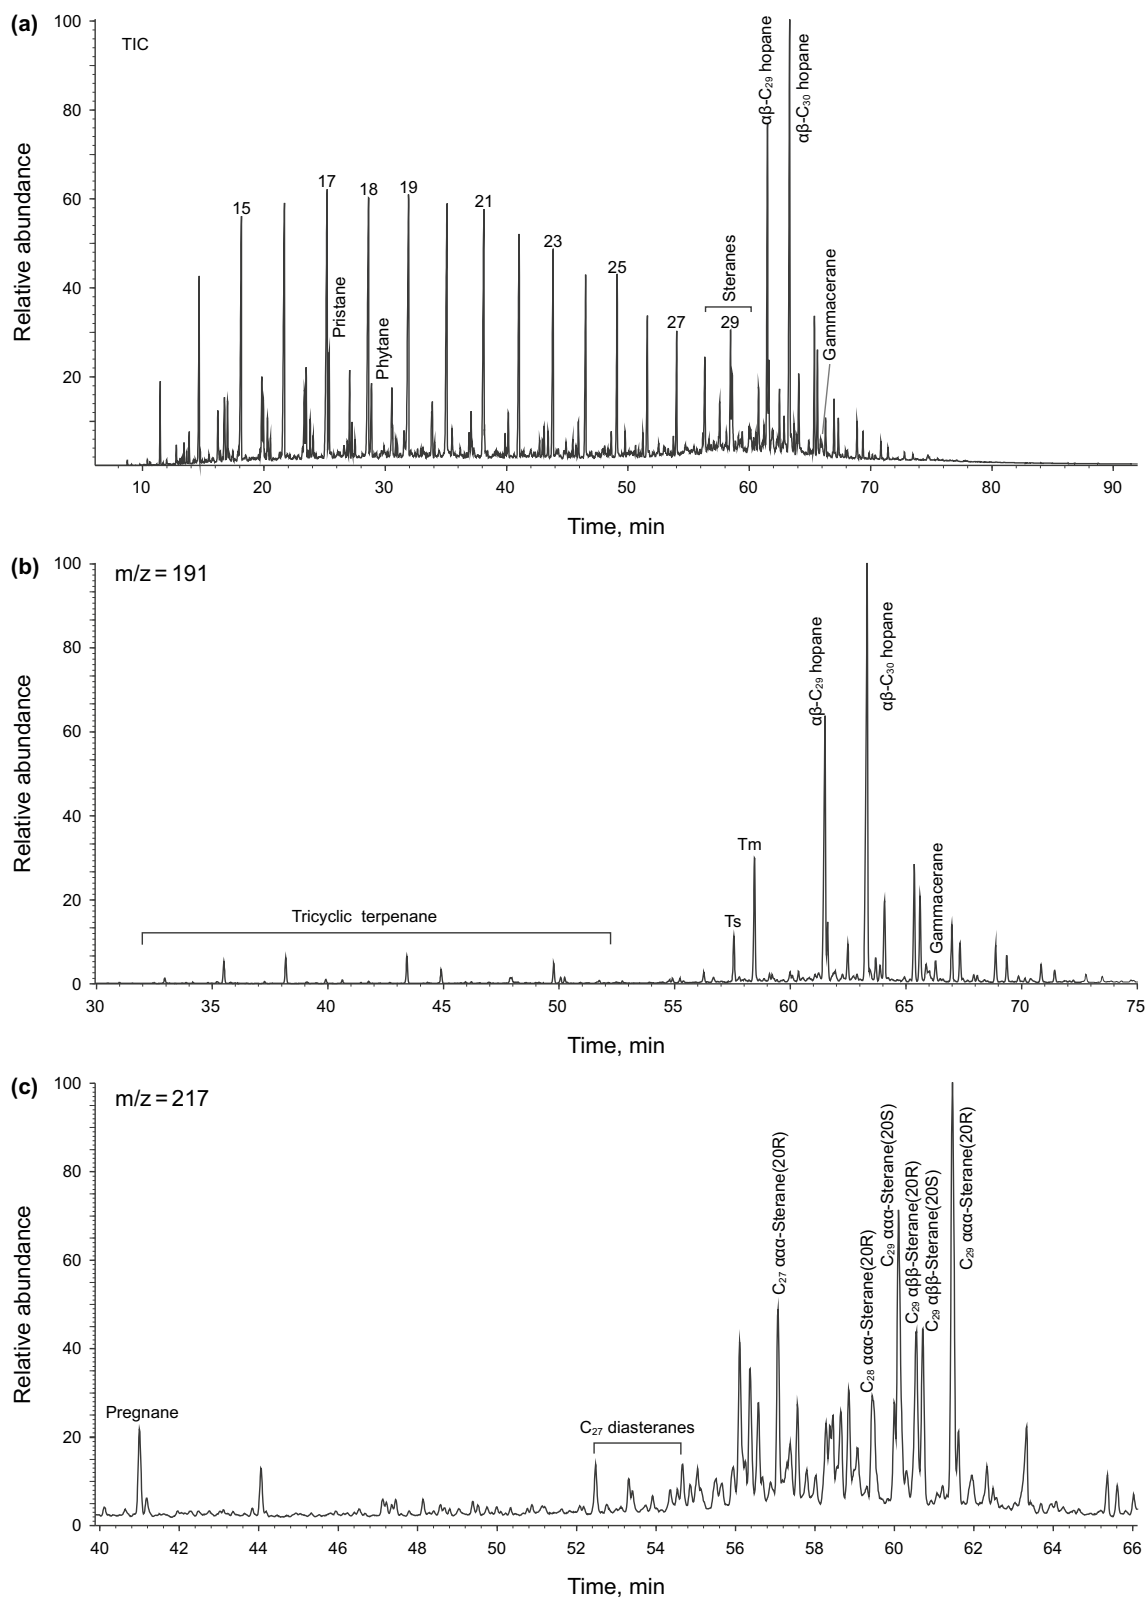 (a)
TIC
Relative abundance
100
80
60
40
20
15
17
18
19
21
23
25
27
29
Pristane
Phytane
Steranes
αβ-C₂₉ hopane
αβ-C₃₀ hopane
Gammacerane
10 20 30 40 50 60 70 80 90
Time, min
(b)
m/z = 191
Relative abundance
100
80
60
40
20
0
Tricyclic terpenane
Ts
Tm
αβ-C₂₉ hopane
αβ-C₃₀ hopane
Gammacerane
30 35 40 45 50 55 60 65 70 75
Time, min
(c)
m/z = 217
Relative abundance
100
80
60
40
20
0
Pregnane
C₂₇ diasteranes
C₂₇ ααα-Sterane(20R)
C₂₈ ααα-Sterane(20R)
C₂₉ ααα-Sterane(20S)
C₂₉ αββ-Sterane(20R)
C₂₉ αββ-Sterane(20S)
C₂₉ ααα-Sterane(20R)
40 42 44 46 48 50 52 54 56 58 60 62 64 66
Time, min